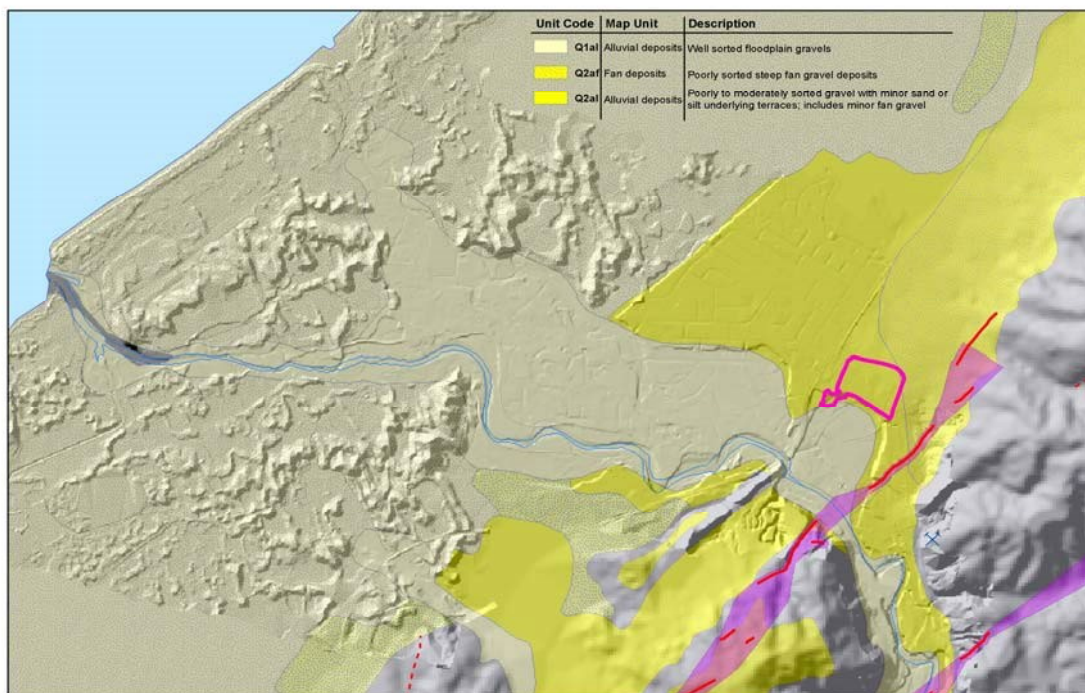 Unit Code Map Unit Description
Q1al Alluvial deposits Well sorted floodplain gravels
Q2af Fan deposits Poorly sorted steep fan gravel deposits
Q2al Alluvial deposits Poorly to moderately sorted gravel with minor sand or
silt underlying terraces; includes minor fan gravel